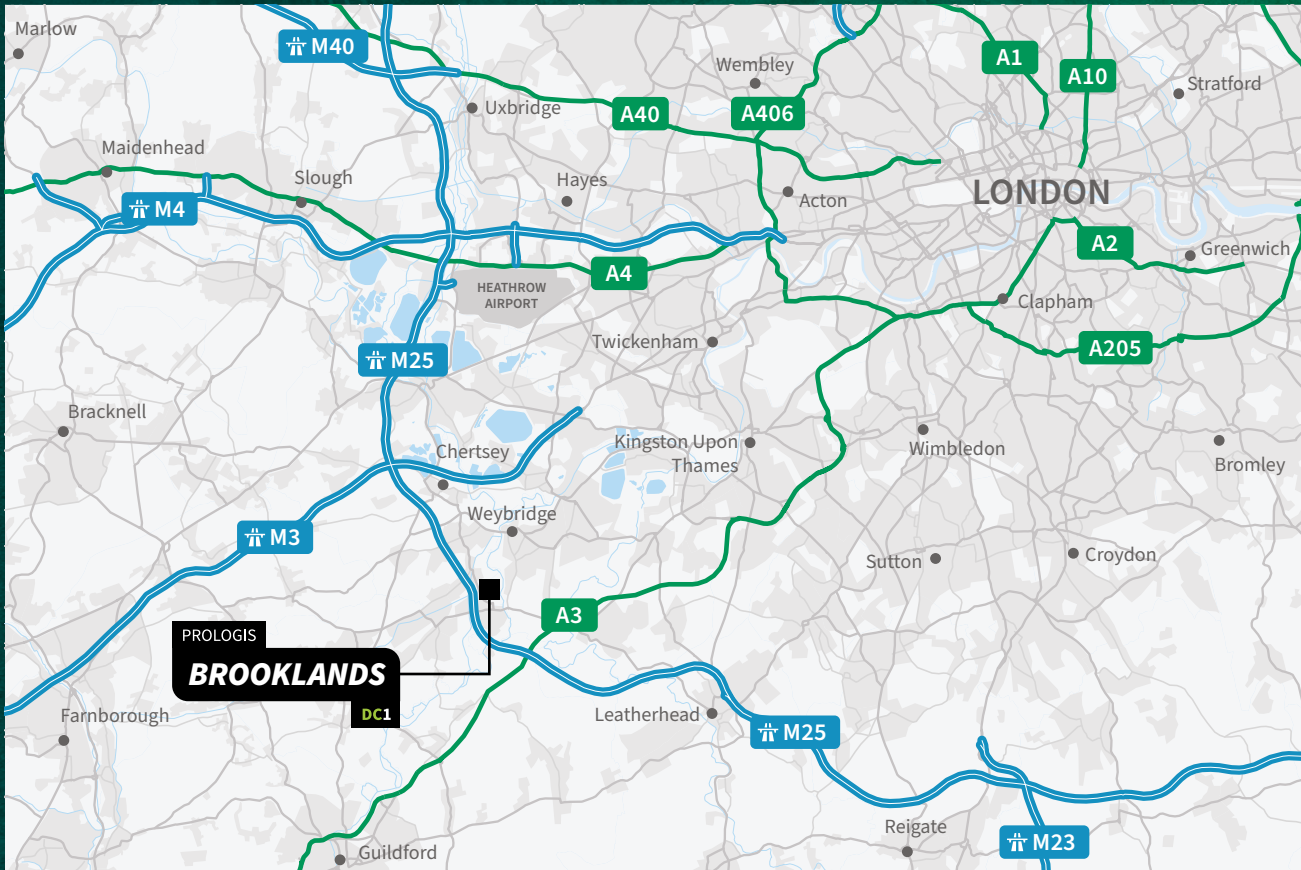 Marlow
M40
A1
A10
Wembley
Stratford
Uxbridge
A40
A406
Maidenhead
Slough
Hayes
Acton
LONDON
M4
A2
Greenwich
A4
HEATHROW
AIRPORT
Clapham
Twickenham
A205
M25
Bracknell
Chertsey
Kingston Upon
Thames
Wimbledon
Bromley
Weybridge
M3
Sutton
Croydon
A3
PROLOGIS
BROOKLANDS
DC1
Farnborough
Leatherhead
M25
Reigate
M23
Guildford